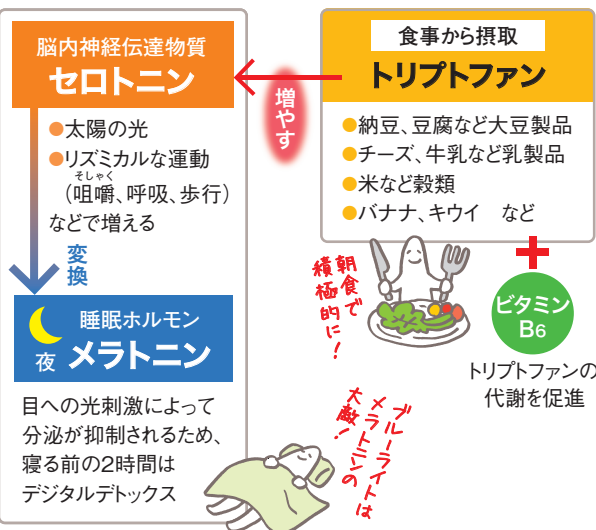 脳内神経伝達物質
セロトニン
●太陽の光
●リズミカルな運動
そしゃく
（咀嚼、呼吸、歩行）
などで増える
変換
睡眠ホルモン
夜 メラトニン
目への光刺激によって
分泌が抑制されるため、
寝る前の2時間は
デジタルデトックス
増やす
食事から摂取
トリプトファン
●納豆、豆腐など大豆製品
●チーズ、牛乳など乳製品
●米など穀類
●バナナ、キウイ　など
朝食で
積極的に！
ビタミン
B6
トリプトファンの
代謝を促進
ブルーライトは
メラトニンの
大敵！